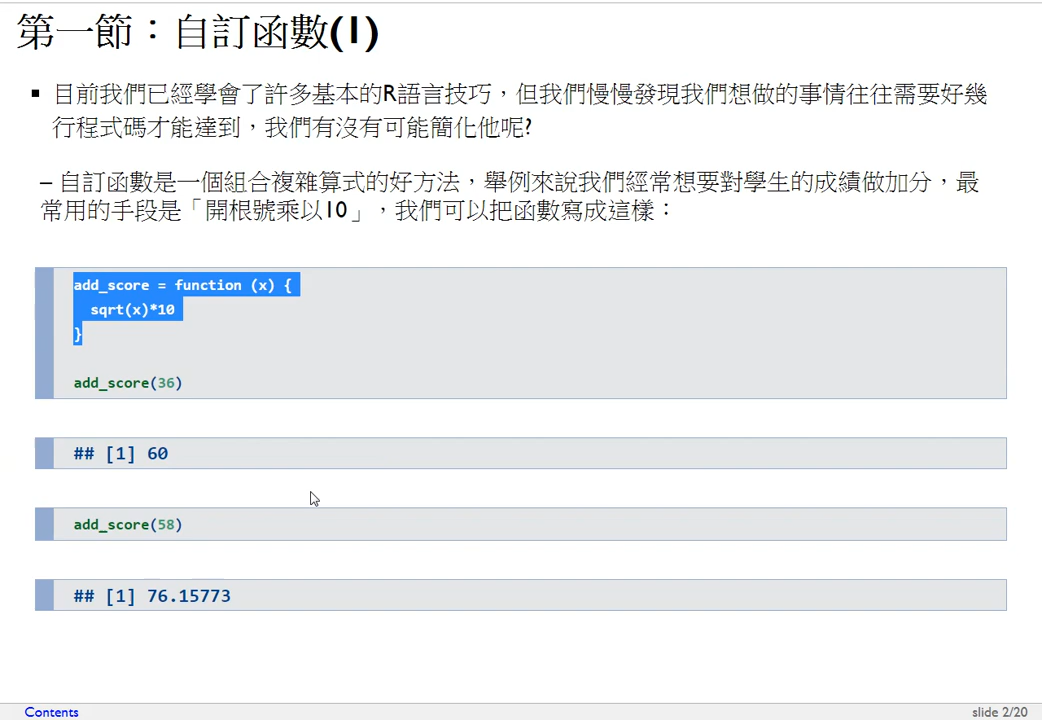 第一節：自訂函數(1)
目前我們已經學會了許多基本的R語言技巧，但我們慢慢發現我們想做的事情往往需要好幾
行程式碼才能達到，我們有沒有可能簡化他呢?
– 自訂函數是一個組合複雜算式的好方法，舉例來說我們經常想要對學生的成績做加分，最
常用的手段是「開根號乘以10」，我們可以把函數寫成這樣：
add_score = function (x) {
  sqrt(x)*10
}
add_score(36)
## [1] 60
add_score(58)
## [1] 76.15773
Contents
slide 2/20